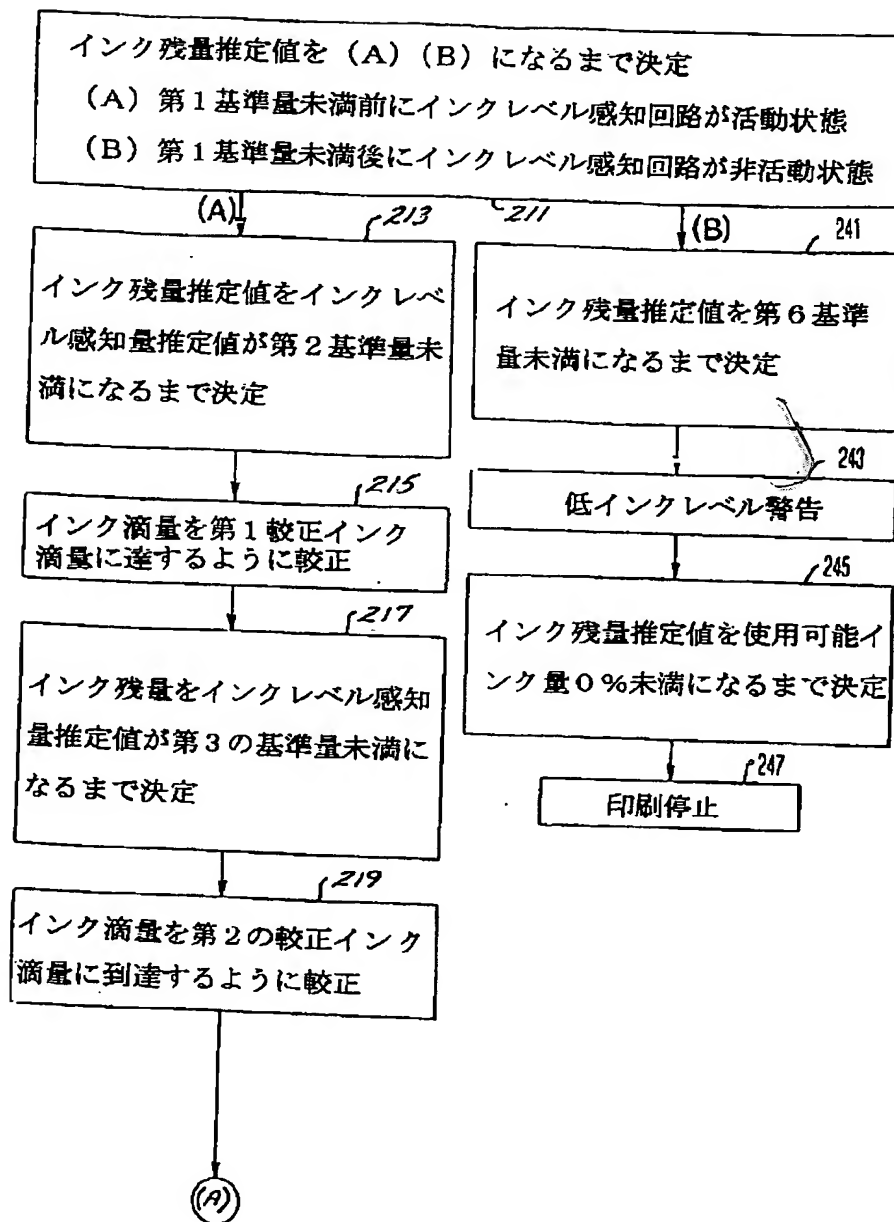 インク残量推定値を（A）（B）になるまで決定
（A）第１基準量未満前にインクレベル感知回路が活動状態
（B）第１基準量未満後にインクレベル感知回路が非活動状態
(A)
213
211
(B)
241
インク残量推定値をインクレベ
ル感知量推定値が第２基準量未
満になるまで決定
インク残量推定値を第６基準
量未満になるまで決定
215
インク滴量を第１較正インク
滴量に達するように較正
243
低インクレベル警告
217
インク残量をインクレベル感知
量推定値が第３の基準量未満に
なるまで決定
245
インク残量推定値を使用可能イ
ンク量０％未満になるまで決定
247
印刷停止
219
インク滴量を第２の較正インク
滴量に到達するように較正
(A)